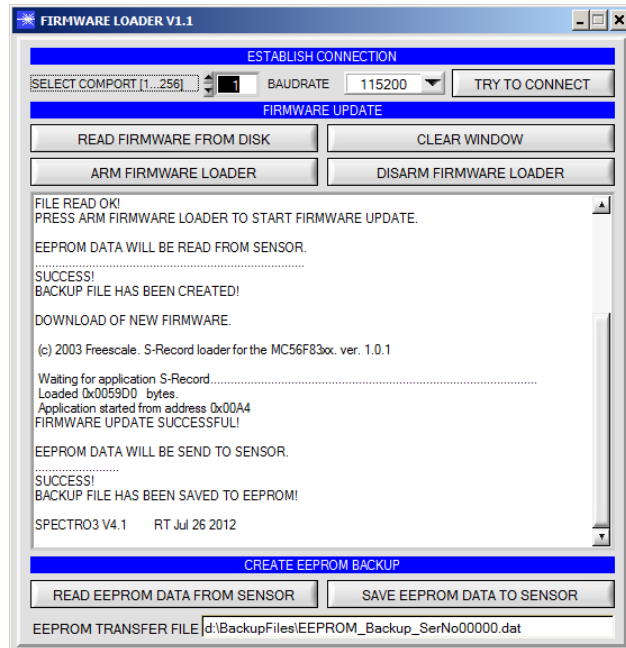 FIRMWARE LOADER V1.1
ESTABLISH CONNECTION
SELECT COMPORT [1...256] 1 BAUDRATE 115200 TRY TO CONNECT
FIRMWARE UPDATE
READ FIRMWARE FROM DISK CLEAR WINDOW
ARM FIRMWARE LOADER DISARM FIRMWARE LOADER
FILE READ OK!
PRESS ARM FIRMWARE LOADER TO START FIRMWARE UPDATE.
EEPROM DATA WILL BE READ FROM SENSOR.
................................................................................
SUCCESS!
BACKUP FILE HAS BEEN CREATED!
DOWNLOAD OF NEW FIRMWARE.
(c) 2003 Freescale. S-Record loader for the MC56F83xx. ver. 1.0.1
Waiting for application S-Record................................................................................................
Loaded 0x0059D0 bytes.
Application started from address 0x00A4
FIRMWARE UPDATE SUCCESSFUL!
EEPROM DATA WILL BE SEND TO SENSOR.
.........................
SUCCESS!
BACKUP FILE HAS BEEN SAVED TO EEPROM!
SPECTRO3 V4.1 RT Jul 26 2012
CREATE EEPROM BACKUP
READ EEPROM DATA FROM SENSOR SAVE EEPROM DATA TO SENSOR
EEPROM TRANSFER FILE d:\BackupFiles\EEPROM_Backup_SerNo00000.dat